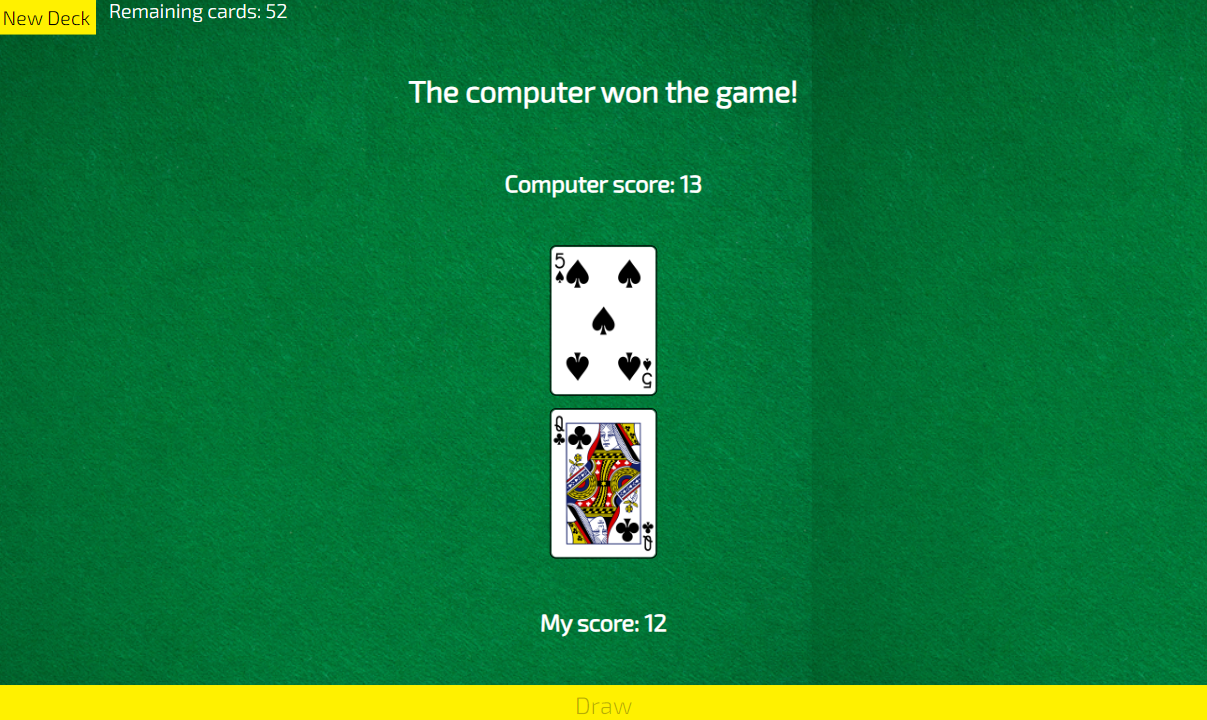 New Deck
Remaining cards: 52
The computer won the game!
Computer score: 13
5
5
Q
Q
My score: 12
Draw